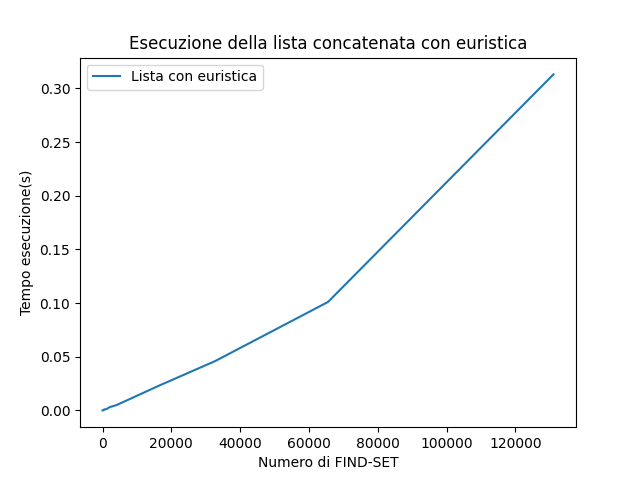 Esecuzione della lista concatenata con euristica
Lista con euristica
0.30
0.25
0.20
0.15
0.10
0.05
0.00
Tempo esecuzione(s)
0 20000 40000 60000 80000 100000 120000
Numero di FIND-SET